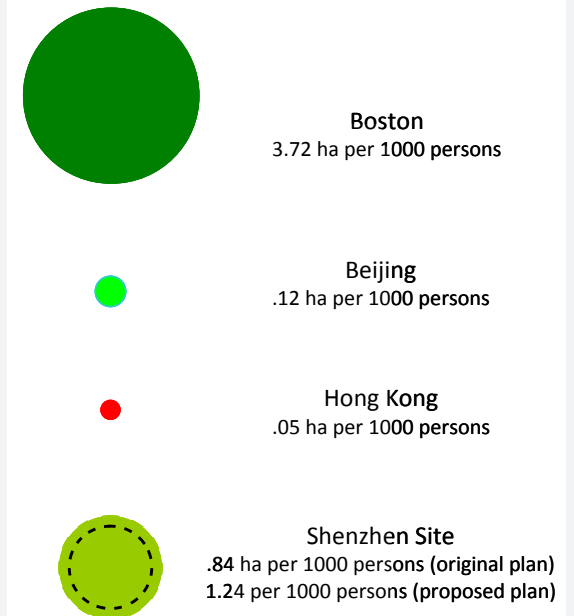 Boston
3.72 ha per 1000 persons
Beijing
.12 ha per 1000 persons
Hong Kong
.05 ha per 1000 persons
Shenzhen Site
.84 ha per 1000 persons (original plan)
1.24 per 1000 persons (proposed plan)